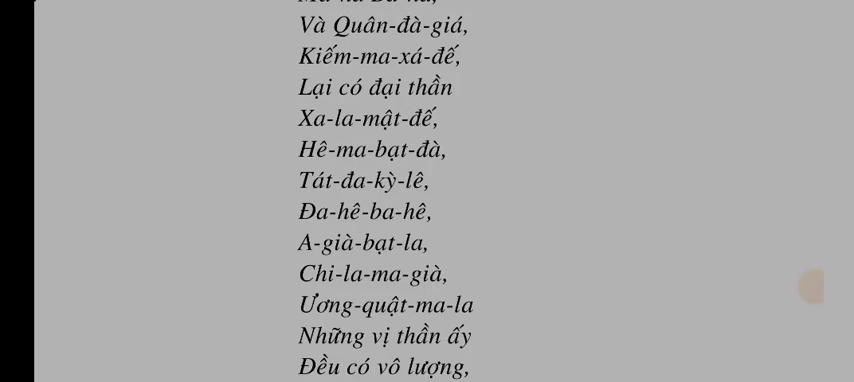 Và Quân-đà-giá,
Kiếm-ma-xá-đế,
Lại có đại thần
Xa-la-mật-đế,
Hê-ma-bạt-đà,
Tát-đa-kỳ-lê,
Đa-hê-ba-hê,
A-già-bạt-la,
Chi-la-ma-già,
Ương-quật-ma-la
Những vị thần ấy
Đều có vô lượng,